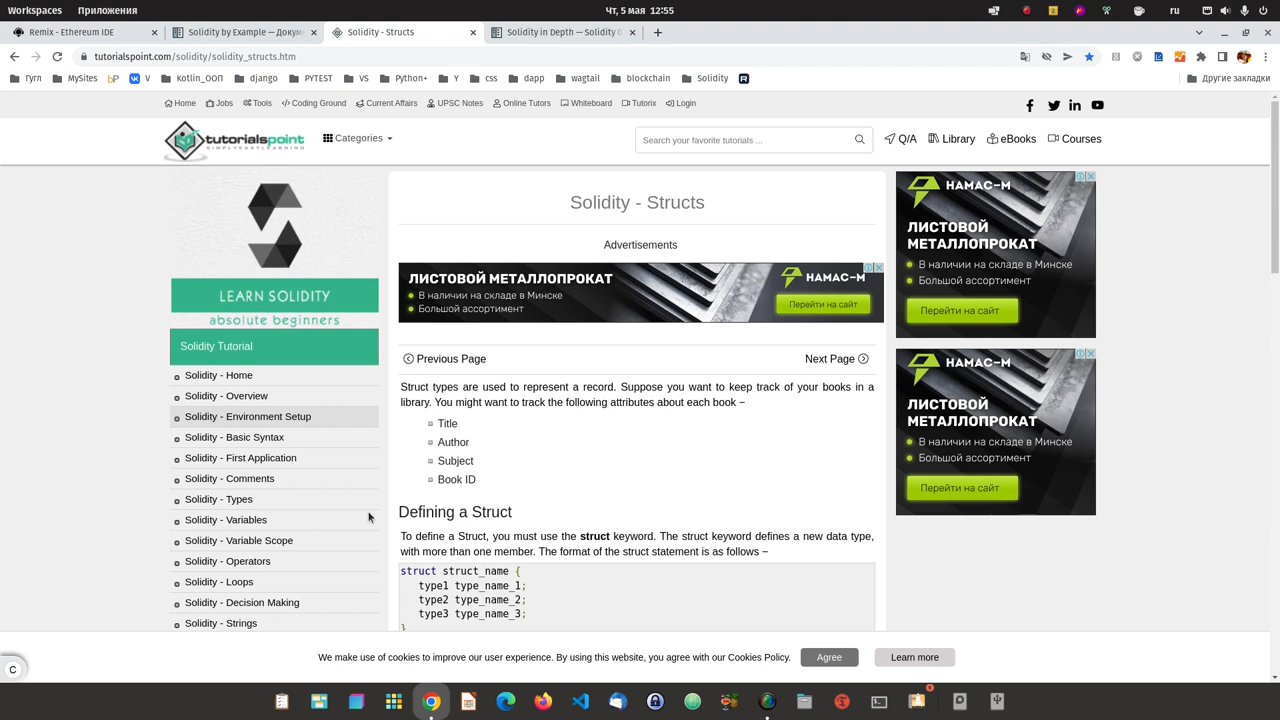 Workspaces Приложения Чт, 5 мая 12:55 ru
Remix - Ethereum IDE Solidity by Example — Докум Solidity - Structs Solidity in Depth — Solidity
tutorialspoint.com/solidity/solidity_structs.htm
Гугл MySites V Kotlin_ООП django PYTEST VS Python+ Y css dapp wagtail blockchain Solidity Другие закладки
Home Jobs Tools Coding Ground Current Affairs UPSC Notes Online Tutors Whiteboard Tutorix Login
tutorialspoint
SIMPLYEASYLEARNING
Categories
Search your favorite tutorials ...
Q/A Library eBooks Courses
LEARN SOLIDITY
absolute beginners
Solidity Tutorial
Solidity - Home
Solidity - Overview
Solidity - Environment Setup
Solidity - Basic Syntax
Solidity - First Application
Solidity - Comments
Solidity - Types
Solidity - Variables
Solidity - Variable Scope
Solidity - Operators
Solidity - Loops
Solidity - Decision Making
Solidity - Strings
Solidity - Structs
Advertisements
ЛИСТОВОЙ МЕТАЛЛОПРОКАТ
В наличии на складе в Минске
Большой ассортимент
НАМАС-М
Перейти на сайт
Previous Page Next Page
Struct types are used to represent a record. Suppose you want to keep track of your books in a
library. You might want to track the following attributes about each book −
Title
Author
Subject
Book ID
Defining a Struct
To define a Struct, you must use the struct keyword. The struct keyword defines a new data type,
with more than one member. The format of the struct statement is as follows −
struct struct_name {
type1 type_name_1;
type2 type_name_2;
type3 type_name_3;
}
НАМАС-М
ЛИСТОВОЙ
МЕТАЛЛОПРОКАТ
В наличии на складе в Минске
Большой ассортимент
Перейти на сайт
НАМАС-М
ЛИСТОВОЙ
МЕТАЛЛОПРОКАТ
В наличии на складе в Минске
Большой ассортимент
Перейти на сайт
We make use of cookies to improve our user experience. By using this website, you agree with our Cookies Policy. Agree Learn more
C